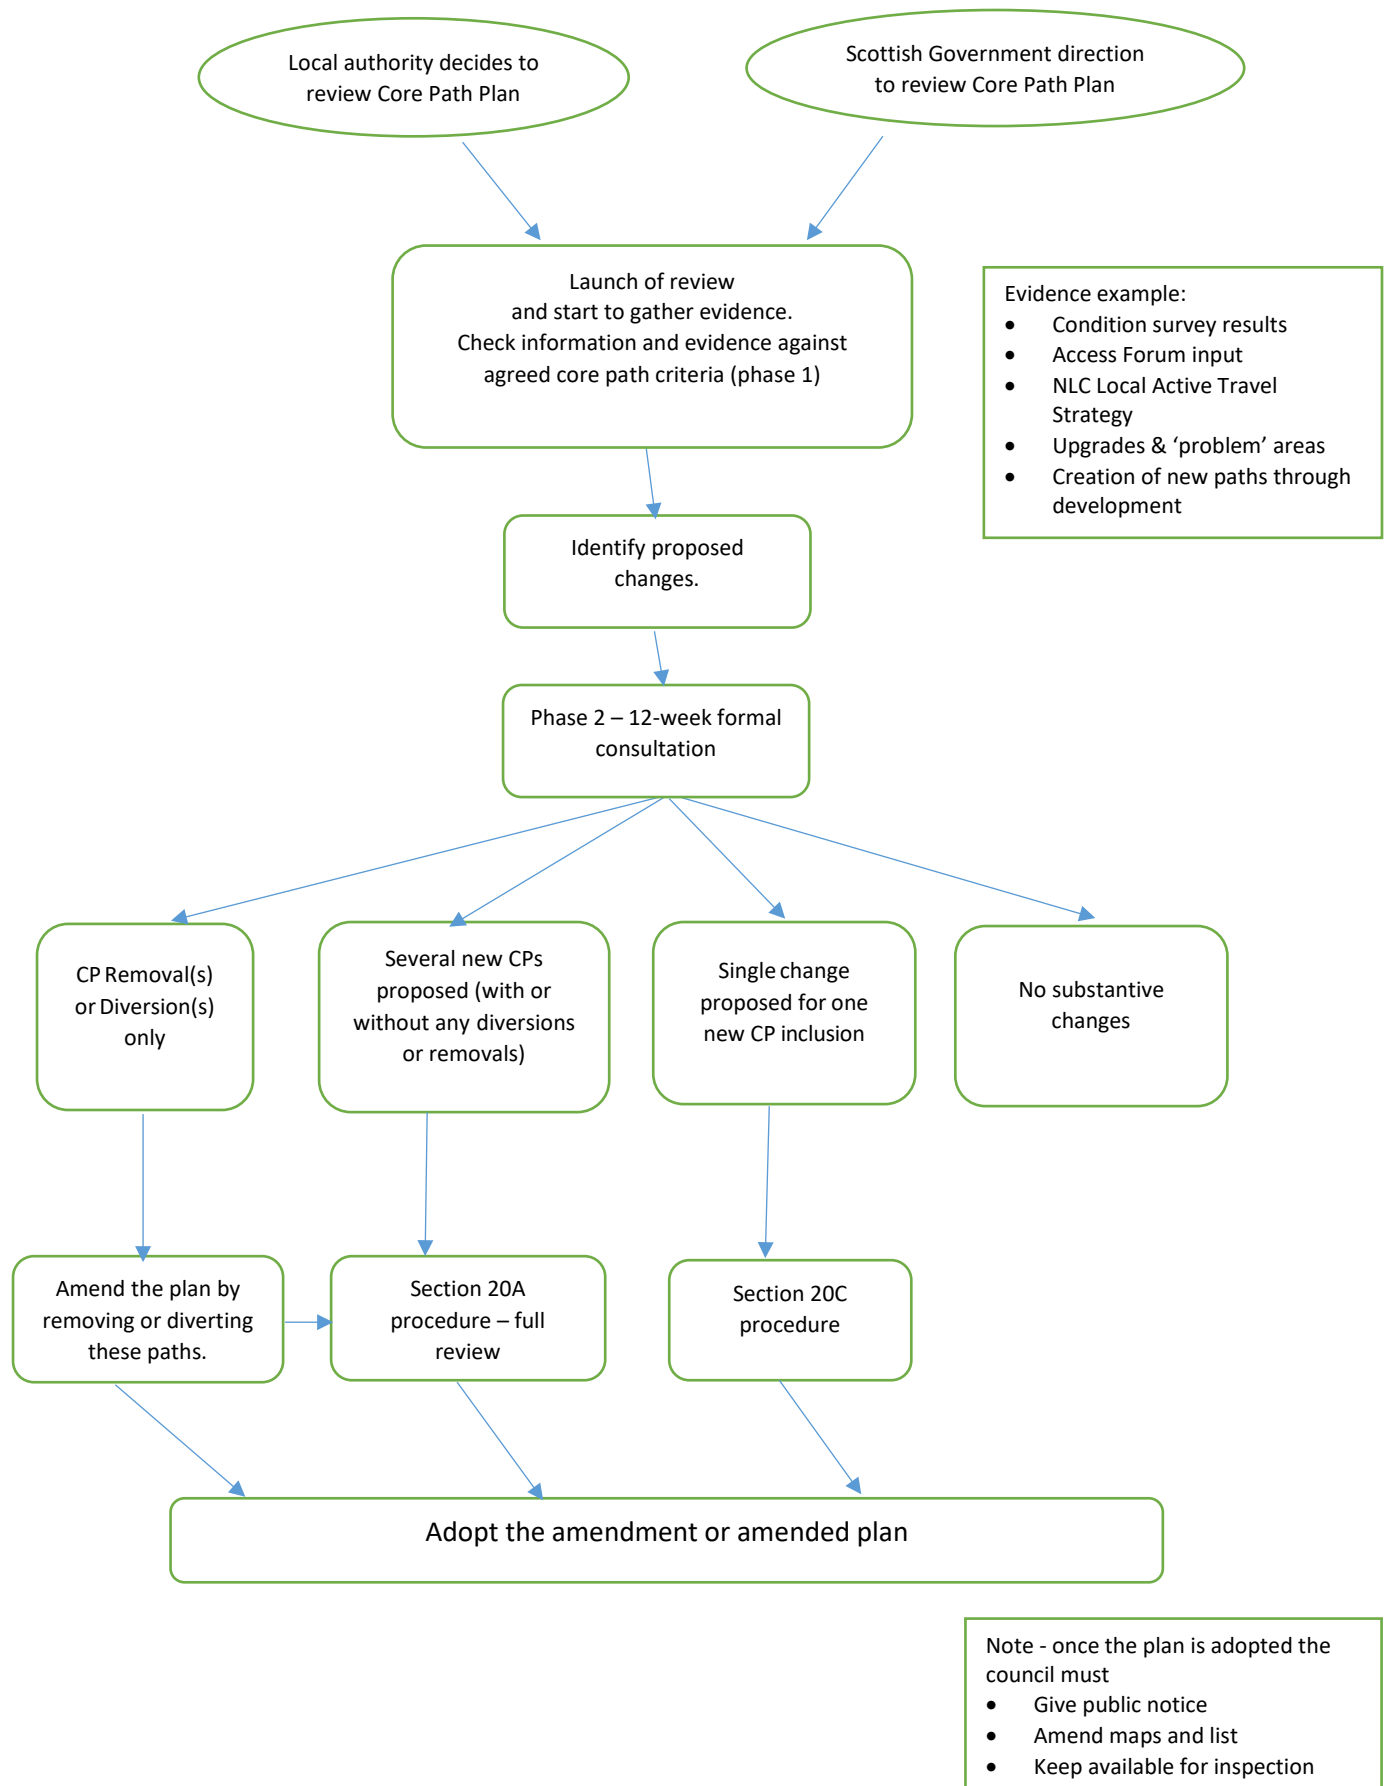 Local authority decides to
review Core Path Plan
Scottish Government direction
to review Core Path Plan
Launch of review
and start to gather evidence.
Check information and evidence against
agreed core path criteria (phase 1)
Evidence example:
• Condition survey results
• Access Forum input
• NLC Local Active Travel
Strategy
• Upgrades & ‘problem’ areas
• Creation of new paths through
development
Identify proposed
changes.
Phase 2 – 12-week formal
consultation
CP Removal(s)
or Diversion(s)
only
Several new CPs
proposed (with or
without any diversions
or removals)
Single change
proposed for one
new CP inclusion
No substantive
changes
Amend the plan by
removing or diverting
these paths.
Section 20A
procedure – full
review
Section 20C
procedure
Adopt the amendment or amended plan
Note - once the plan is adopted the
council must
• Give public notice
• Amend maps and list
• Keep available for inspection